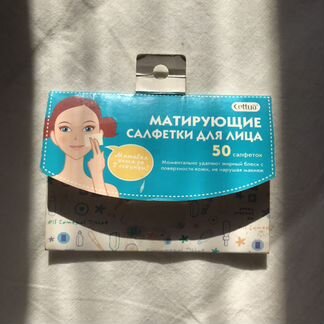 Cettua
МАТИРУЮЩИЕ
САЛФЕТКИ ДЛЯ ЛИЦА
50 салфеток
Моментально удаляют жирный блеск с
поверхности кожи, не нарушая макияж